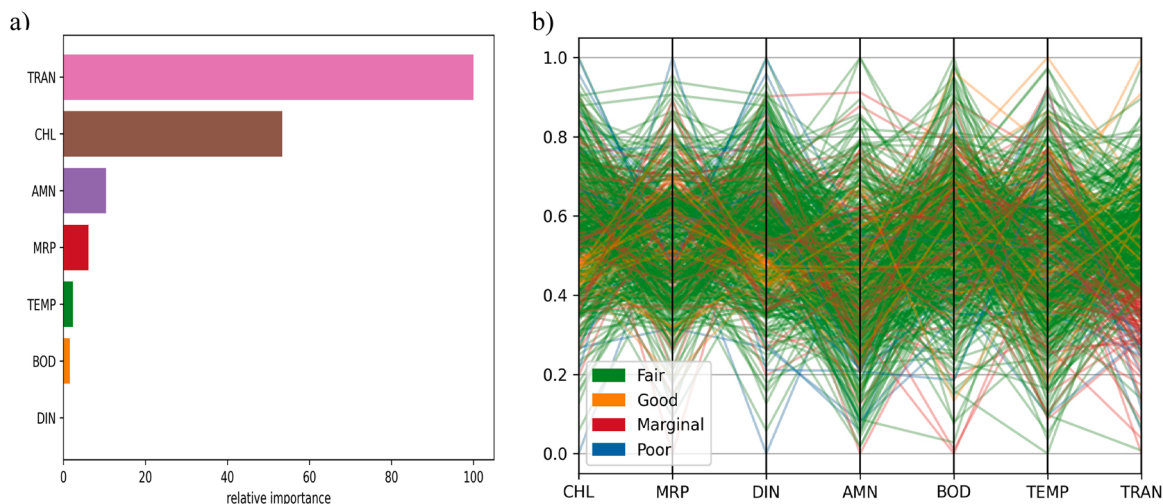 a)
TRAN
CHL
AMN
MRP
TEMP
BOD
DIN
0 20 40 60 80 100
relative importance
b)
1.0
0.8
0.6
0.4
0.2
0.0
Fair
Good
Marginal
Poor
CHL MRP DIN AMN BOD TEMP TRAN